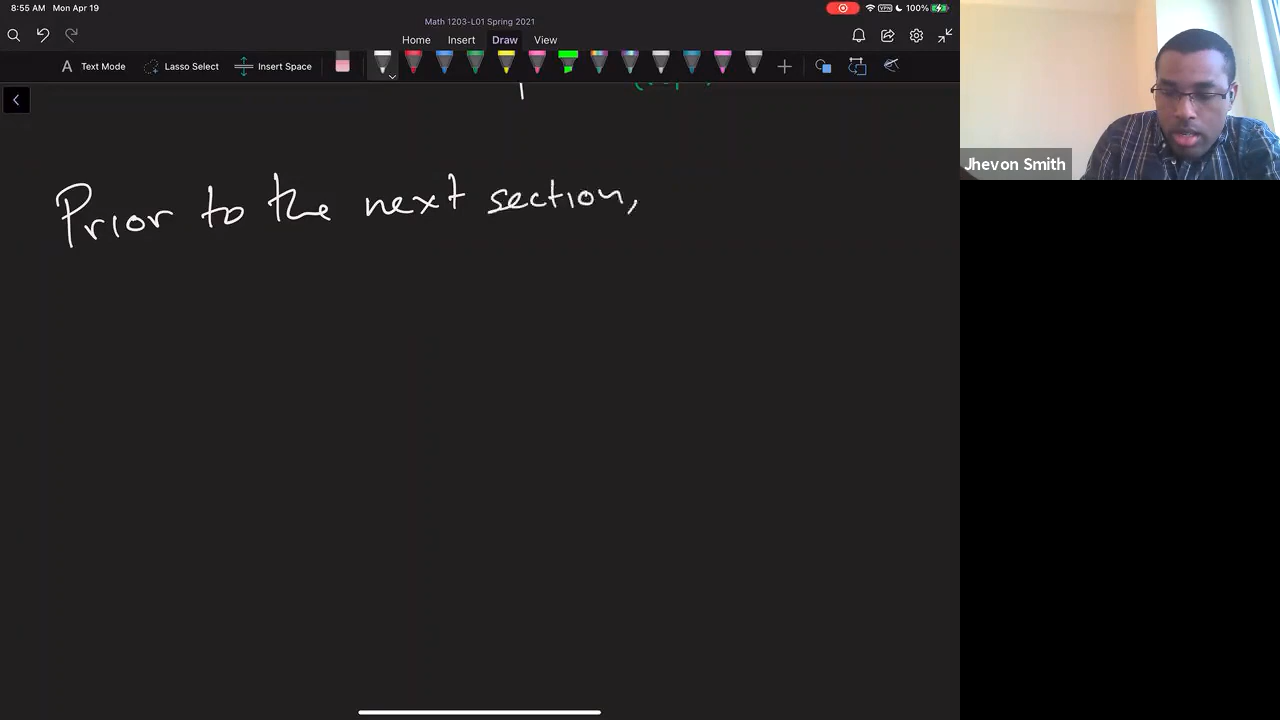 8:55 AM Mon Apr 19
VPN 100%
Math 1203-L01 Spring 2021
Home Insert Draw View
A Text Mode Lasso Select Insert Space
Prior to the next section,
Jhevon Smith